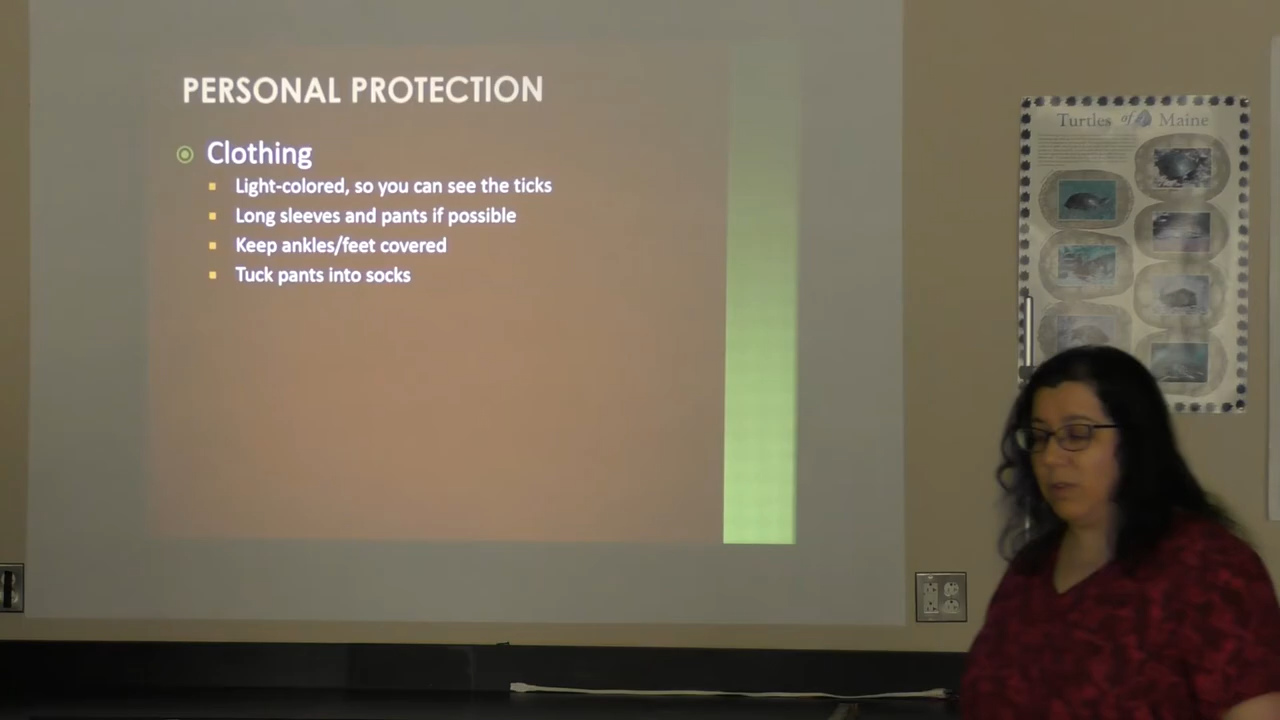 PERSONAL PROTECTION
Clothing
Light-colored, so you can see the ticks
Long sleeves and pants if possible
Keep ankles/feet covered
Tuck pants into socks
Turtles of Maine